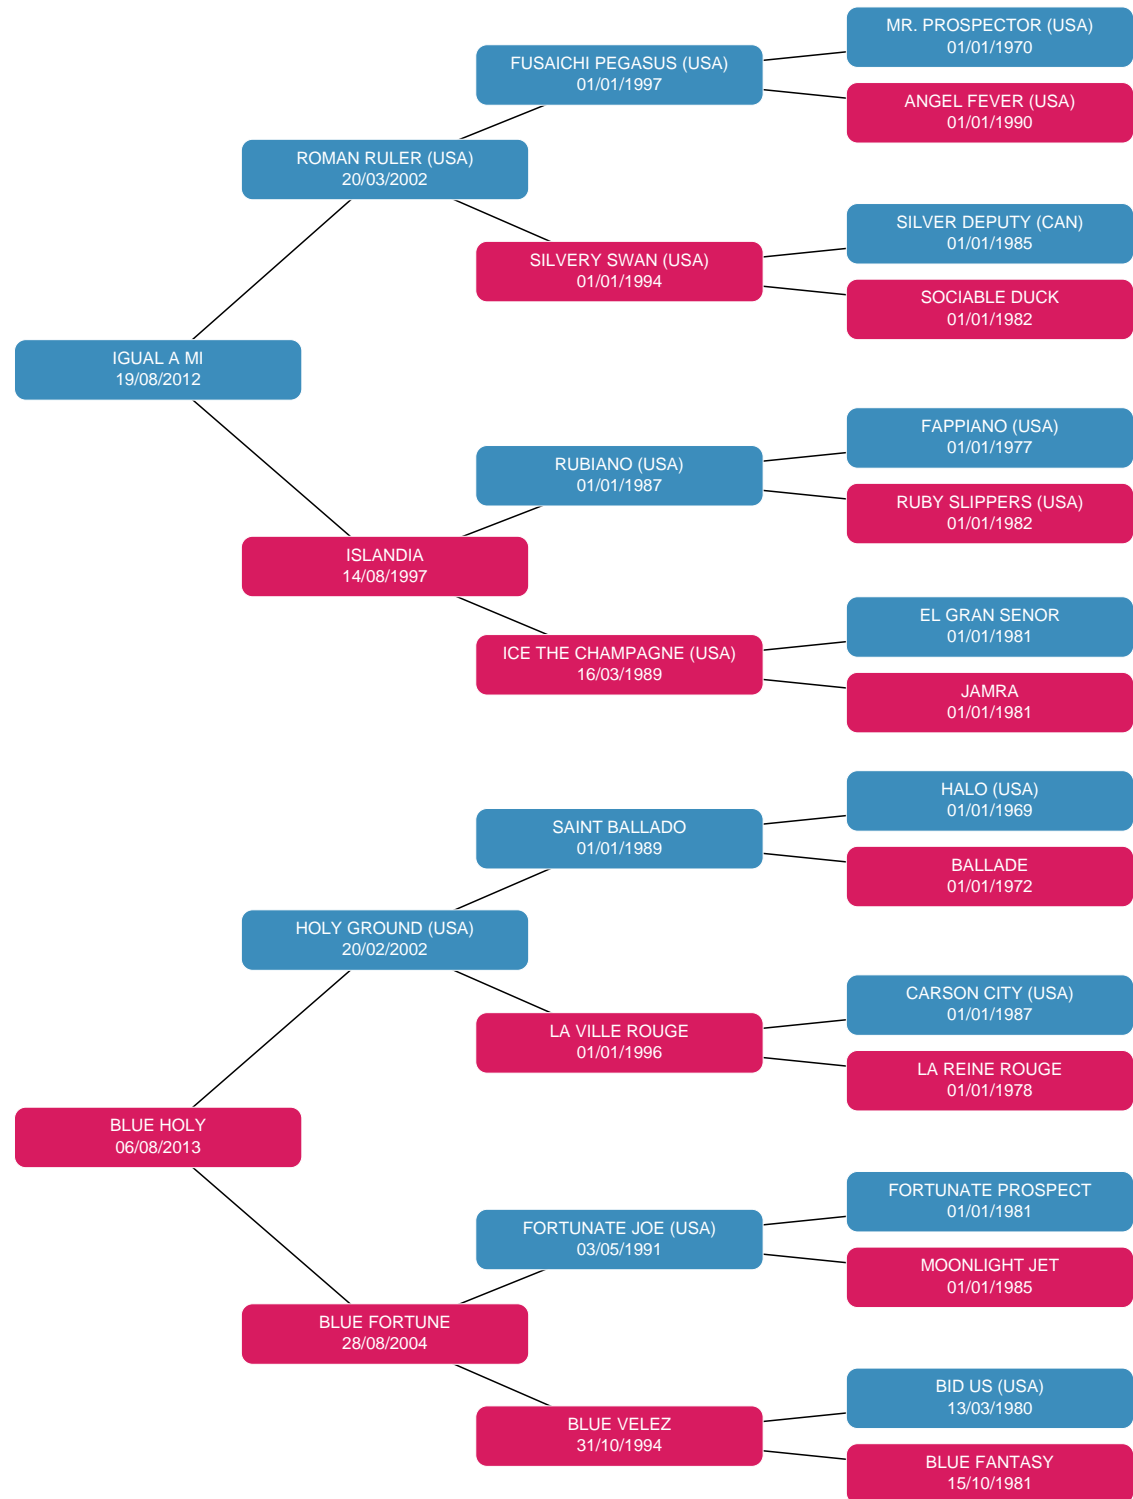 MR. PROSPECTOR (USA)
01/01/1970
FUSAICHI PEGASUS (USA)
01/01/1997
ANGEL FEVER (USA)
01/01/1990
ROMAN RULER (USA)
20/03/2002
SILVER DEPUTY (CAN)
01/01/1985
SILVERY SWAN (USA)
01/01/1994
SOCIABLE DUCK
01/01/1982
IGUAL A MI
19/08/2012
FAPPIANO (USA)
01/01/1977
RUBIANO (USA)
01/01/1987
RUBY SLIPPERS (USA)
01/01/1982
ISLANDIA
14/08/1997
EL GRAN SENOR
01/01/1981
ICE THE CHAMPAGNE (USA)
16/03/1989
JAMRA
01/01/1981
HALO (USA)
01/01/1969
SAINT BALLADO
01/01/1989
BALLADE
01/01/1972
HOLY GROUND (USA)
20/02/2002
CARSON CITY (USA)
01/01/1987
LA VILLE ROUGE
01/01/1996
LA REINE ROUGE
01/01/1978
BLUE HOLY
06/08/2013
FORTUNATE PROSPECT
01/01/1981
FORTUNATE JOE (USA)
03/05/1991
MOONLIGHT JET
01/01/1985
BLUE FORTUNE
28/08/2004
BID US (USA)
13/03/1980
BLUE VELEZ
31/10/1994
BLUE FANTASY
15/10/1981